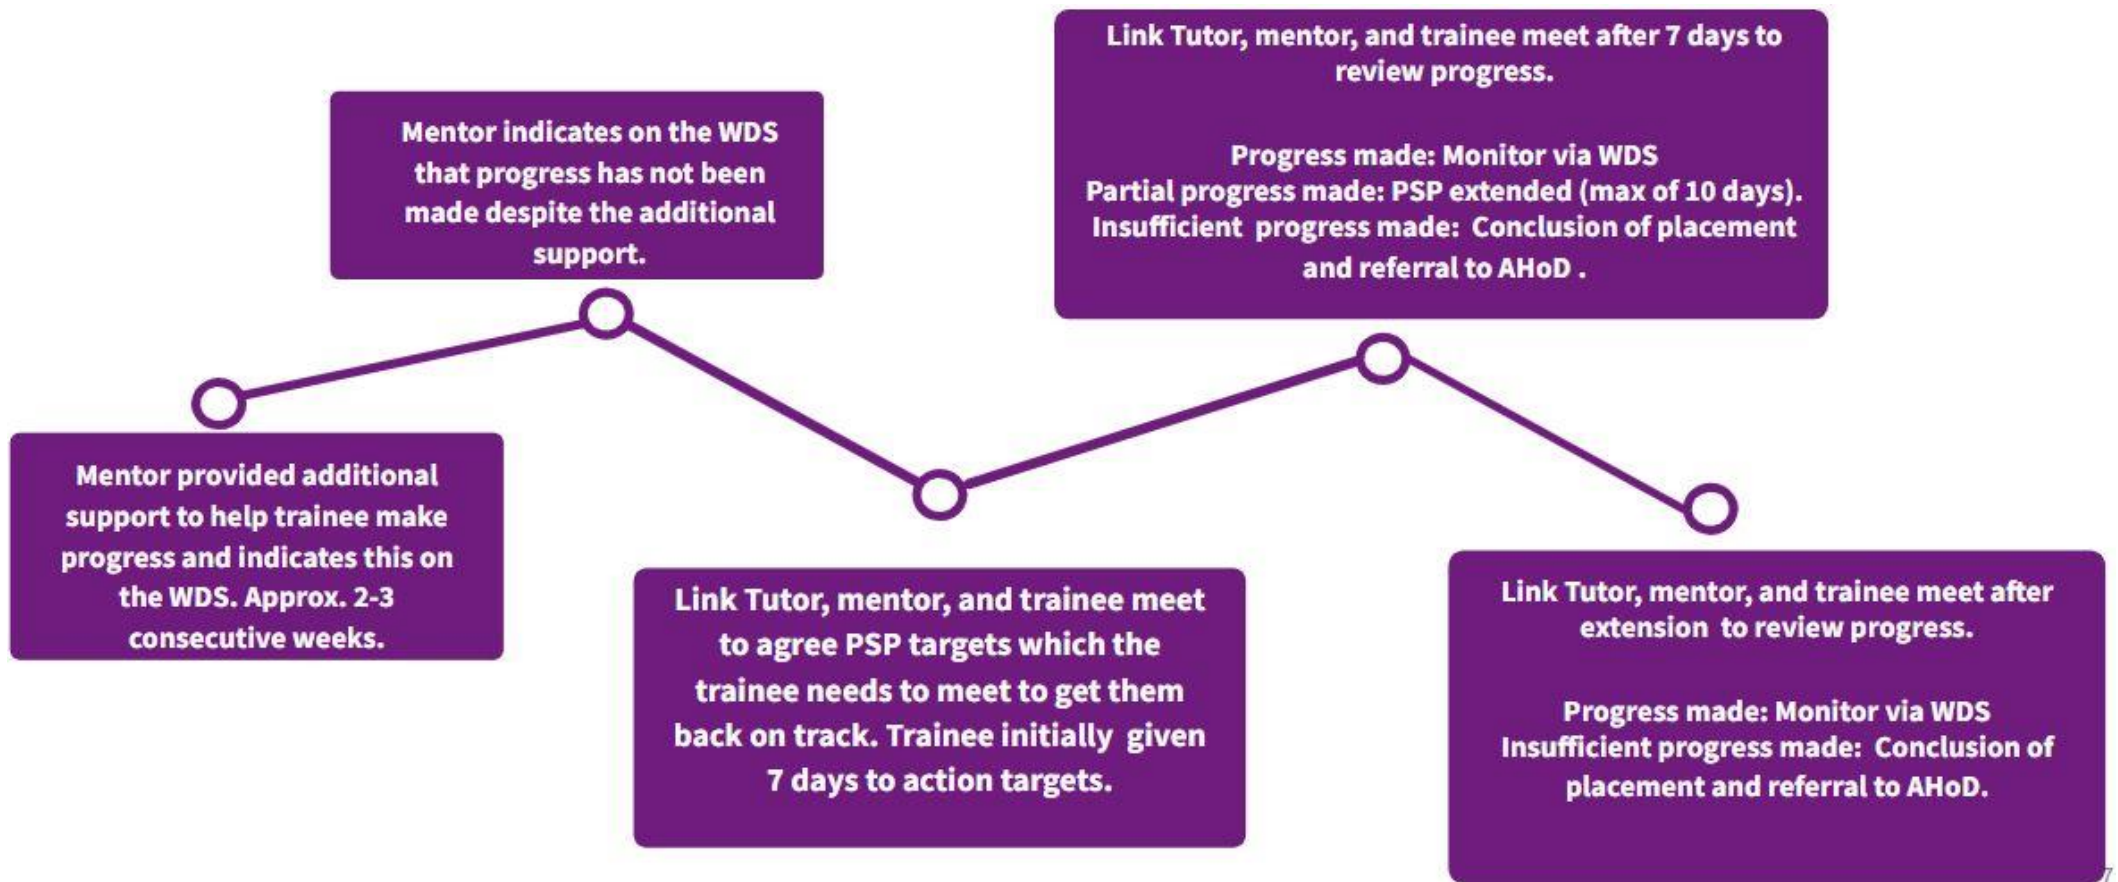 Mentor provided additional
support to help trainee make
progress and indicates this on
the WDS. Approx. 2-3
consecutive weeks.
Mentor indicates on the WDS
that progress has not been
made despite the additional
support.
Link Tutor, mentor, and trainee meet
to agree PSP targets which the
trainee needs to meet to get them
back on track. Trainee initially  given
7 days to action targets.
Link Tutor, mentor, and trainee meet after 7 days to
review progress.
Progress made: Monitor via WDS
Partial progress made: PSP extended (max of 10 days).
Insufficient  progress made:  Conclusion of placement
and referral to AHoD .
Link Tutor, mentor, and trainee meet after
extension  to review progress.
Progress made: Monitor via WDS
Insufficient progress made:  Conclusion of
placement and referral to AHoD.
7